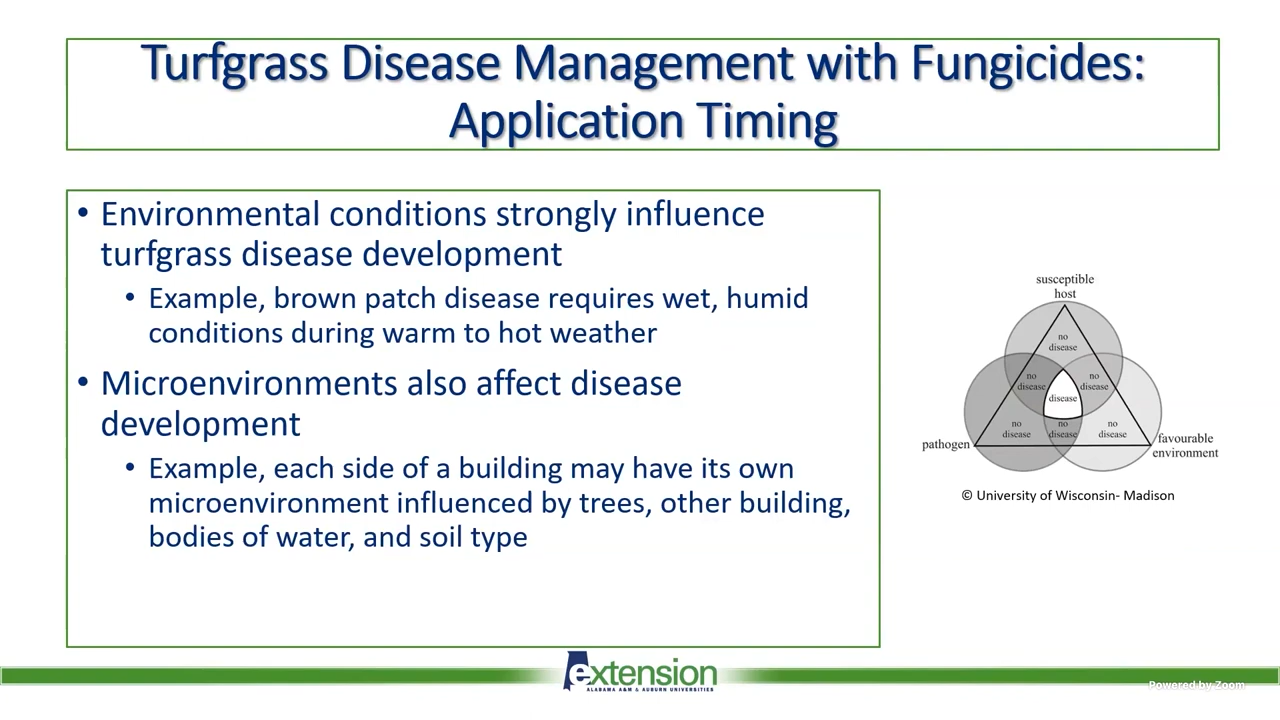 Turfgrass Disease Management with Fungicides:
Application Timing
• Environmental conditions strongly influence
turfgrass disease development
• Example, brown patch disease requires wet, humid
conditions during warm to hot weather
• Microenvironments also affect disease
development
• Example, each side of a building may have its own
microenvironment influenced by trees, other building,
bodies of water, and soil type
susceptible
host
no
disease
no
disease
no
disease
disease
no
disease
no
disease
no
disease
pathogen
favourable
environment
© University of Wisconsin- Madison
extension
ALABAMA A&M & AUBURN UNIVERSITIES
Powered by Zoom